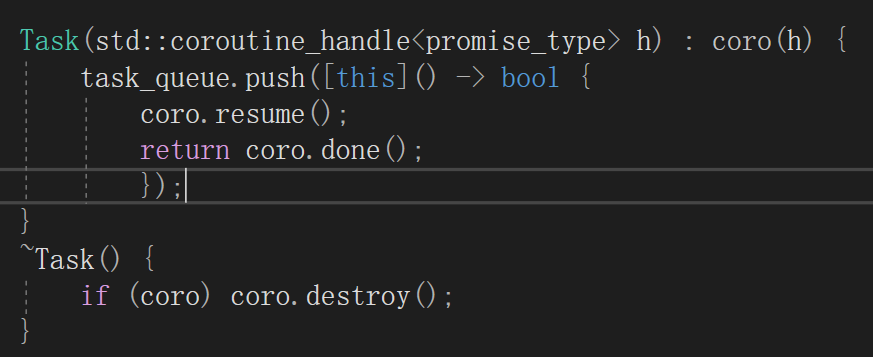 Task(std::coroutine_handle<promise_type> h) : coro(h) {
task_queue.push([this]() -> bool {
coro.resume();
return coro.done();
});
}
~Task() {
if (coro) coro.destroy();
}